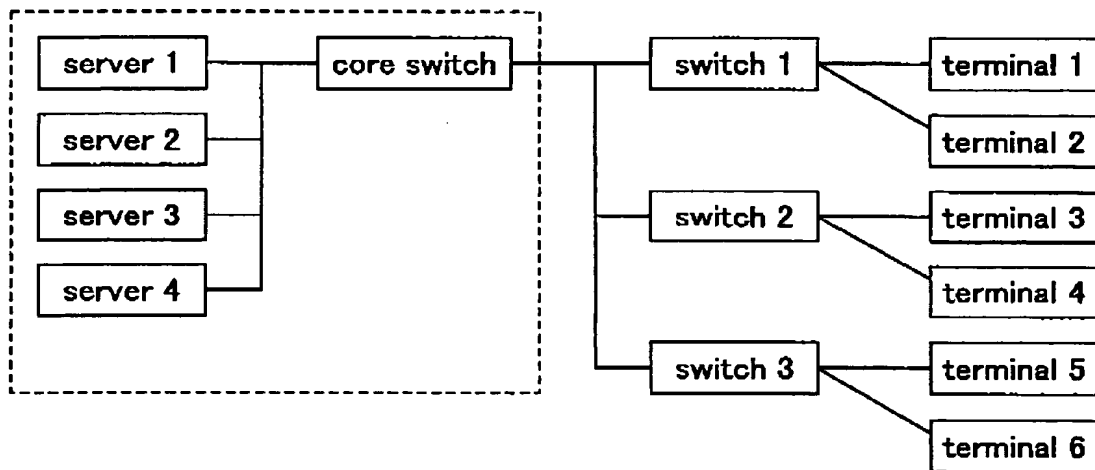 server 1
core switch
switch 1
terminal 1
server 2
terminal 2
server 3
switch 2
terminal 3
server 4
terminal 4
switch 3
terminal 5
terminal 6